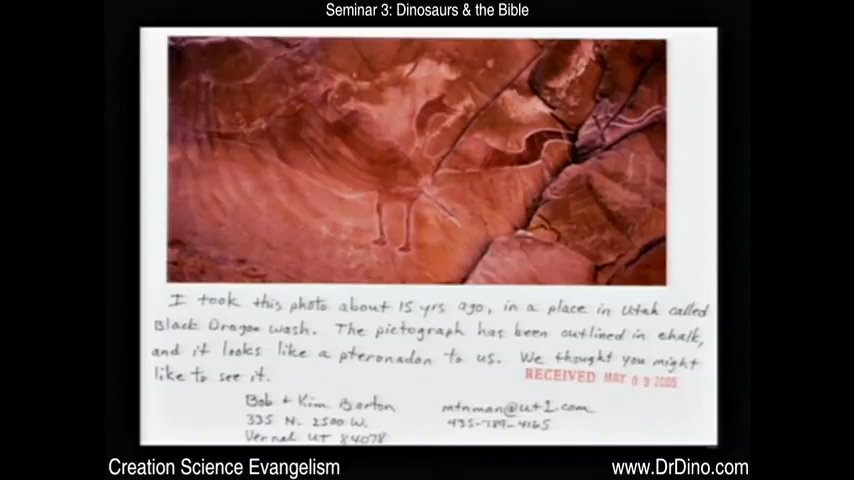 Seminar 3: Dinosaurs & the Bible
I took this photo about 15 yrs ago, in a place in Utah called
Black Dragon wash. The pictograph has been outlined in chalk,
and it looks like a pteronadon to us. We thought you might
like to see it.
RECEIVED MAY 09 2005
Bob & Kim Barton
mtnman@ut1.com
335 N. 2500 W.
435-789-4165
Vernal UT 84078
Creation Science Evangelism
www.DrDino.com